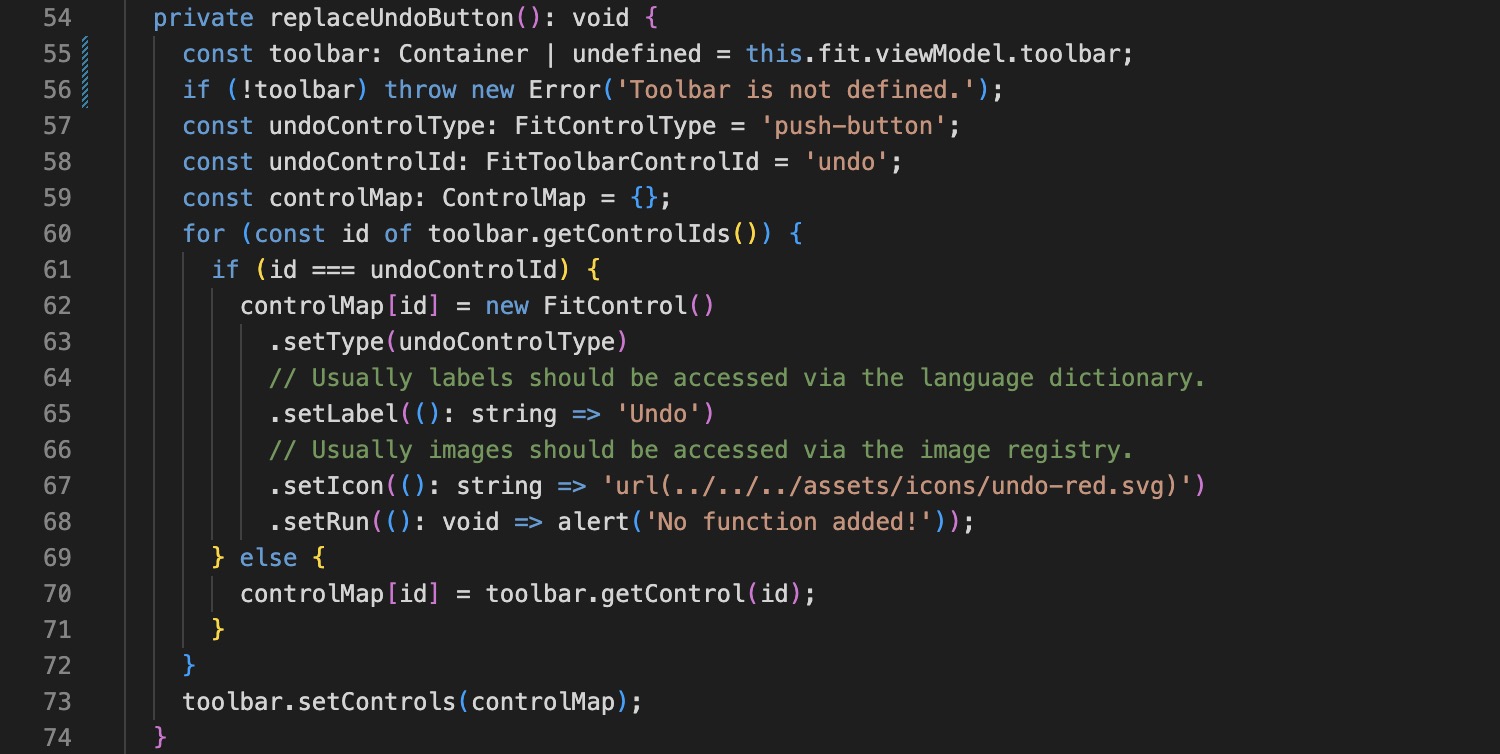 54 private replaceUndoButton(): void {
55 const toolbar: Container | undefined = this.fit.viewModel.toolbar;
56 if (!toolbar) throw new Error('Toolbar is not defined.');
57 const undoControlType: FitControlType = 'push-button';
58 const undoControlId: FitToolbarControlId = 'undo';
59 const controlMap: ControlMap = {};
60 for (const id of toolbar.getControlIds()) {
61 if (id === undoControlId) {
62 controlMap[id] = new FitControl()
63 .setType(undoControlType)
64 // Usually labels should be accessed via the language dictionary.
65 .setLabel((): string => 'Undo')
66 // Usually images should be accessed via the image registry.
67 .setIcon((): string => 'url(../../../assets/icons/undo-red.svg)')
68 .setRun((): void => alert('No function added!'));
69 } else {
70 controlMap[id] = toolbar.getControl(id);
71 }
72 }
73 toolbar.setControls(controlMap);
74 }